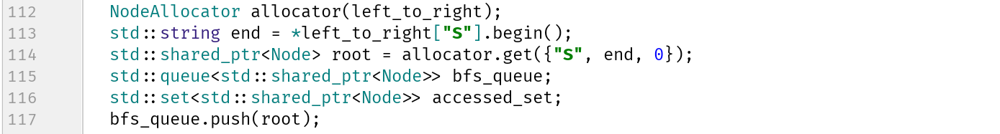 112 NodeAllocator allocator(left_to_right);
113 std::string end = *left_to_right["S"].begin();
114 std::shared_ptr<Node> root = allocator.get({"S", end, 0});
115 std::queue<std::shared_ptr<Node>> bfs_queue;
116 std::set<std::shared_ptr<Node>> accessed_set;
117 bfs_queue.push(root);